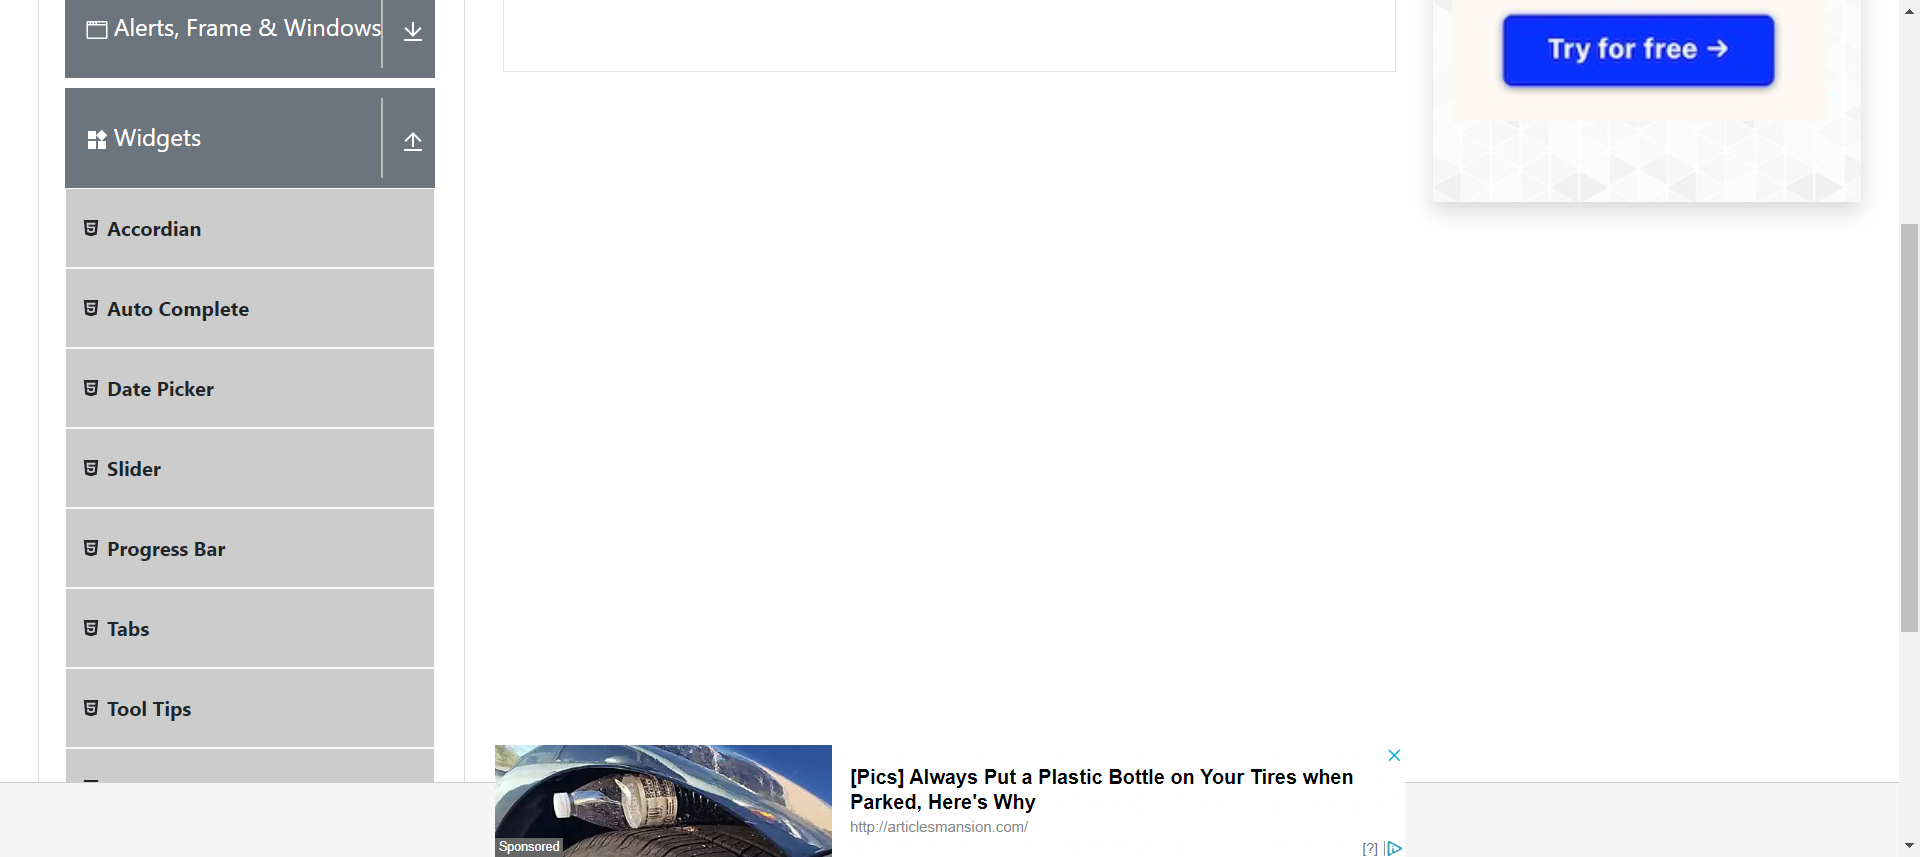 Alerts, Frame & Windows
Widgets
Accordian
Auto Complete
Date Picker
Slider
Progress Bar
Tabs
Tool Tips
Try for free →
[Pics] Always Put a Plastic Bottle on Your Tires when
Parked, Here's Why
http://articlesmansion.com/
Sponsored
[?]